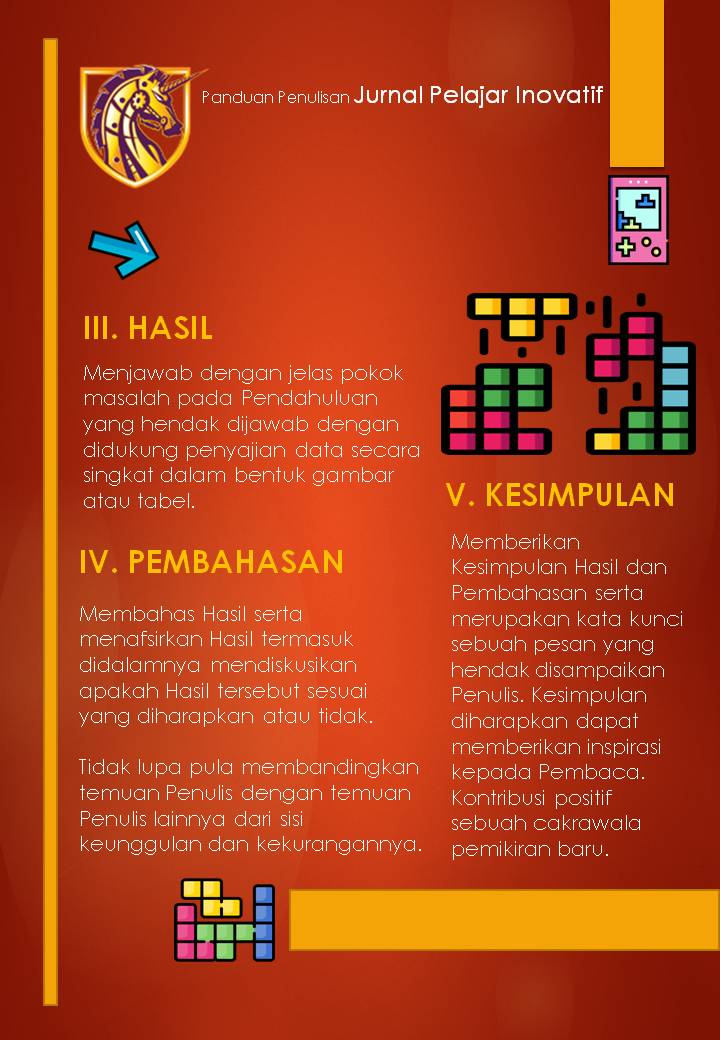 Panduan Penulisan Jurnal Pelajar Inovatif
III. HASIL
Menjawab dengan jelas pokok
masalah pada Pendahuluan
yang hendak dijawab dengan
didukung penyajian data secara
singkat dalam bentuk gambar
atau tabel.
IV. PEMBAHASAN
Membahas Hasil serta
menafsirkan Hasil termasuk
didalamnya mendiskusikan
apakah Hasil tersebut sesuai
yang diharapkan atau tidak.
Tidak lupa pula membandingkan
temuan Penulis dengan temuan
Penulis lainnya dari sisi
keunggulan dan kekurangannya.
V. KESIMPULAN
Memberikan
Kesimpulan Hasil dan
Pembahasan serta
merupakan kata kunci
sebuah pesan yang
hendak disampaikan
Penulis. Kesimpulan
diharapkan dapat
memberikan inspirasi
kepada Pembaca.
Kontribusi positif
sebuah cakrawala
pemikiran baru.